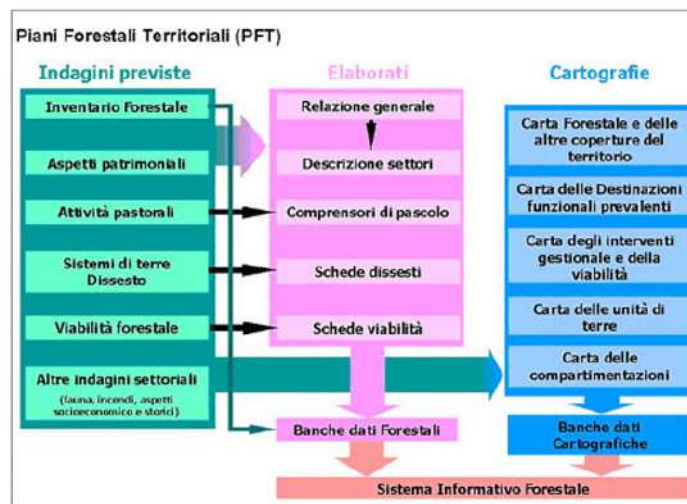 Piani Forestali Territoriali (PFT)
Indagini previste
Inventario Forestale
Aspetti patrimoniali
Attività pastorali
Sistemi di terre
Dissesto
Viabilità forestale
Altre indagini settoriali
(fauna, incendi, aspetti
socioeconomico e storici)
Elaborati
Relazione generale
Descrizione settori
Comprensori di pascolo
Schede dissesti
Schede viabilità
Banche dati Forestali
Cartografie
Carta Forestale e delle
altre coperture del
territorio
Carta delle Destinazioni
funzionali prevalenti
Carta degli interventi
gestionale e della
viabilità
Carta delle unità di
terre
Carta delle
compartimentazioni
Banche dati
Cartografiche
Sistema Informativo Forestale